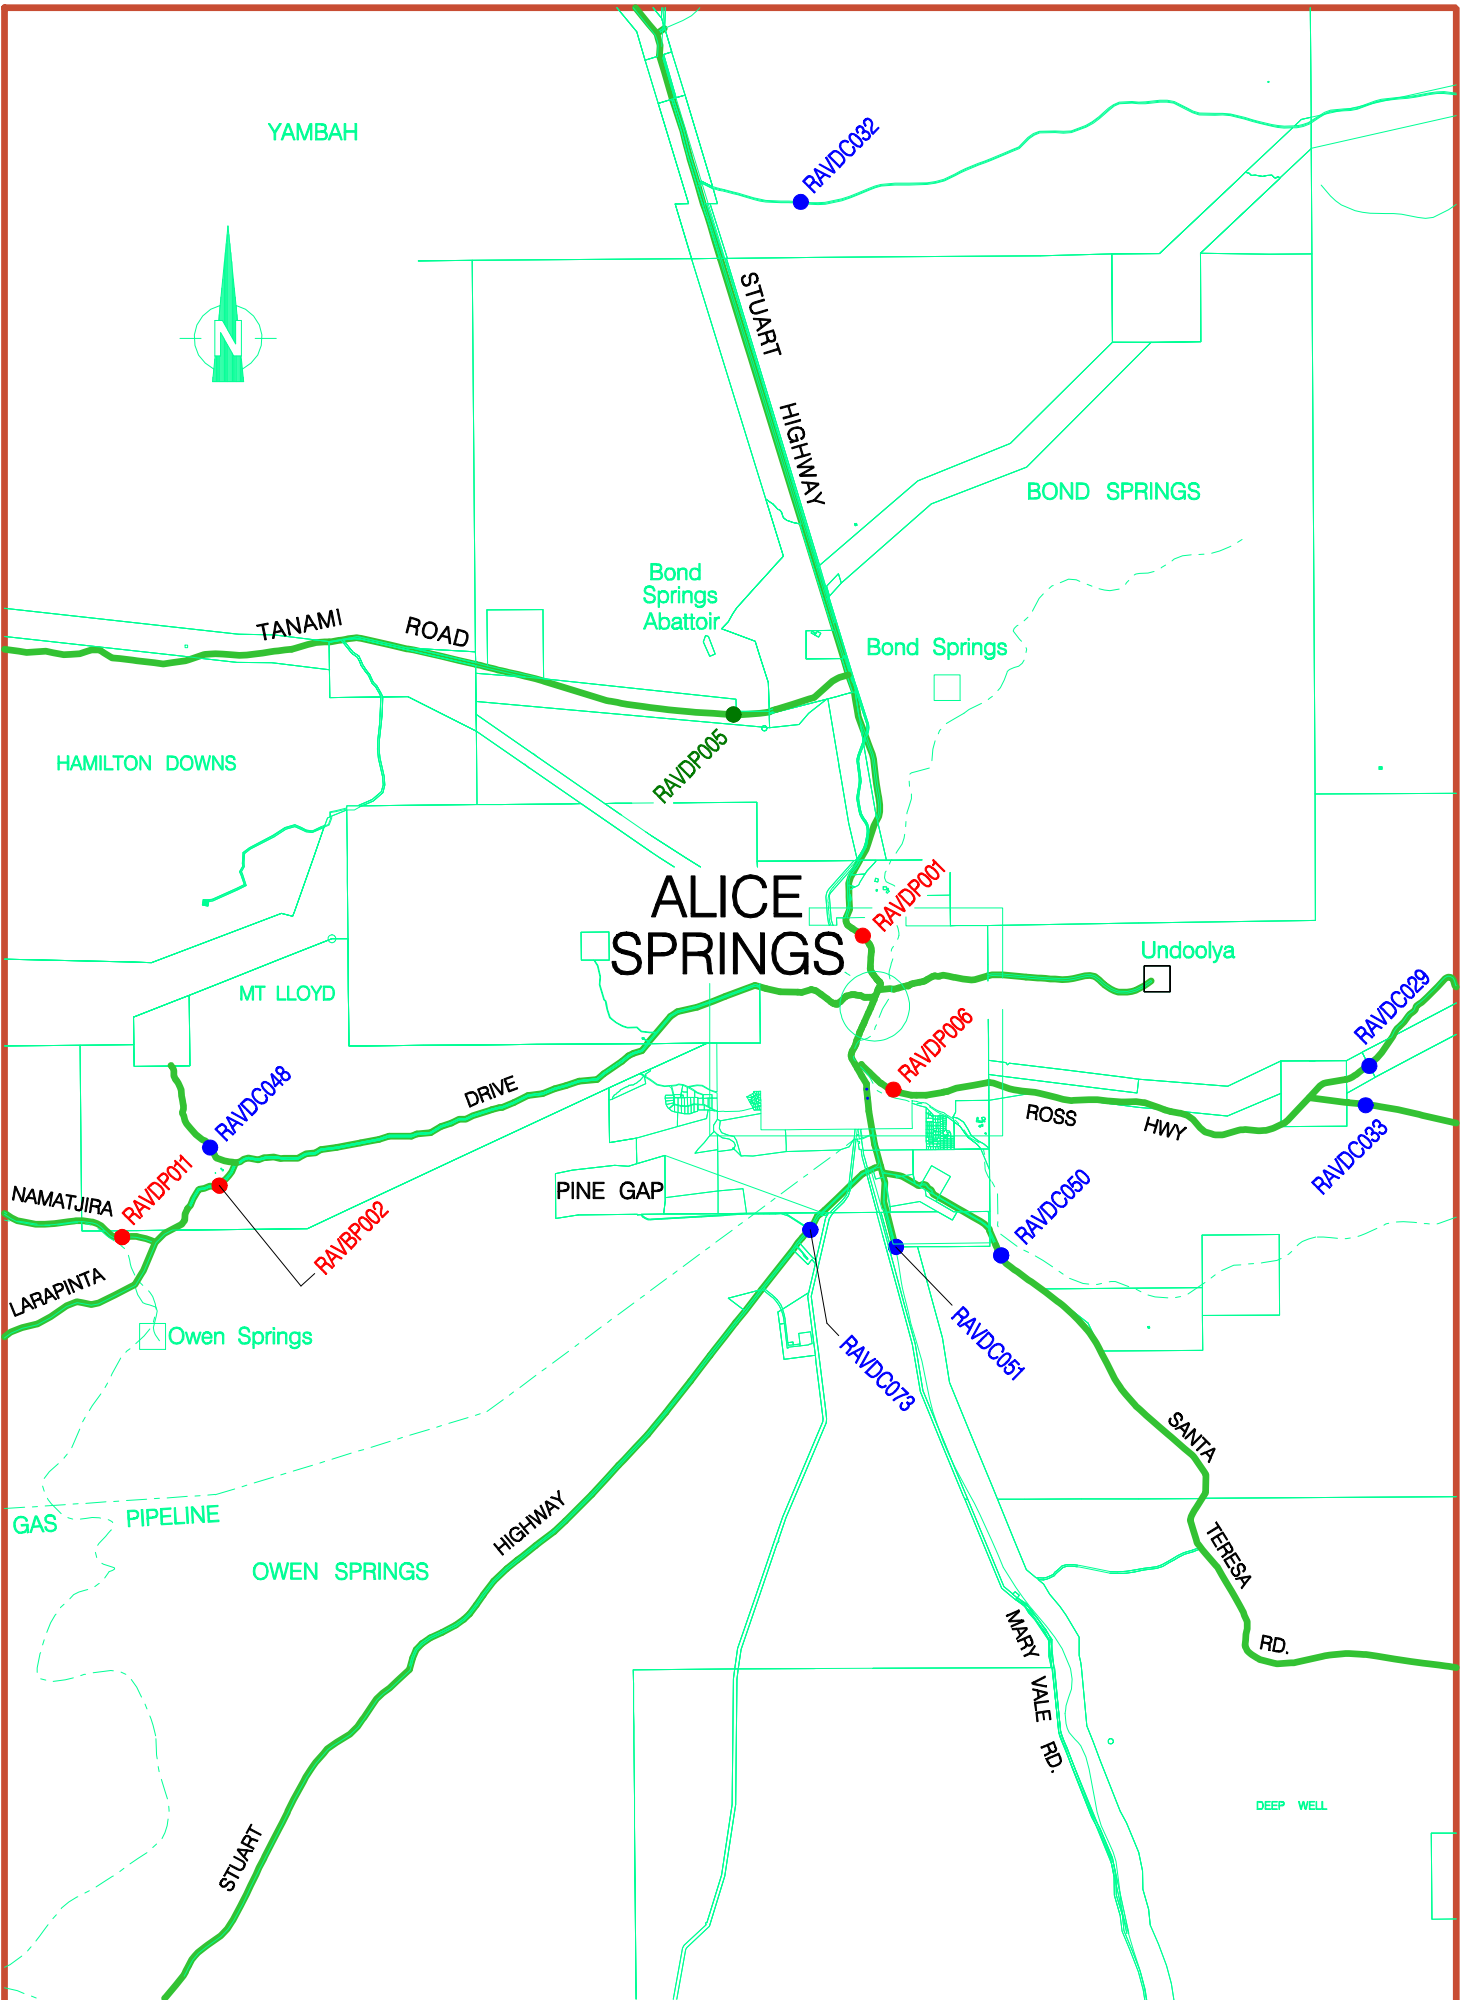 YAMBAH
RAVDC032
N
STUART
HIGHWAY
BOND SPRINGS
Bond
Springs
Abattoir
TANAMI ROAD
Bond Springs
RAVDP005
HAMILTON DOWNS
ALICE
SPRINGS
RAVDP001
Undoolya
MT LLOYD
RAVDC029
RAVDP006
DRIVE
RAVDC048
ROSS HWY
RAVDC033
RAVDP011
NAMATJIRA
PINE GAP
RAVDC050
RAVBP002
LARAPINTA
Owen Springs
RAVDC051
RAVDC073
SANTA
GAS PIPELINE
HIGHWAY
TERESA
OWEN SPRINGS
MARY
RD.
VALE
RD.
DEEP WELL
STUART